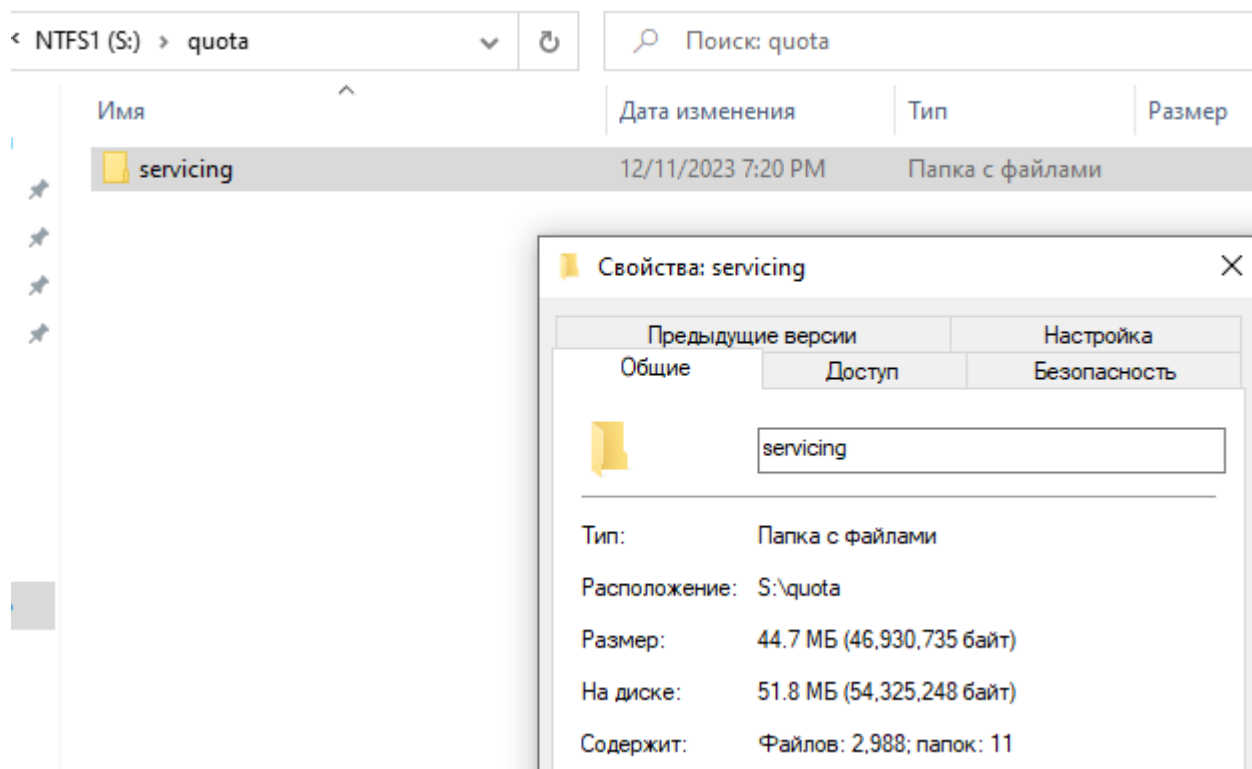 NTFS1 (S:) > quota
Поиск: quota
Имя Дата изменения Тип Размер
servicing 12/11/2023 7:20 PM Папка с файлами
Свойства: servicing
Предыдущие версии Настройка
Общие Доступ Безопасность
servicing
Тип: Папка с файлами
Расположение: S:\quota
Размер: 44.7 МБ (46,930,735 байт)
На диске: 51.8 МБ (54,325,248 байт)
Содержит: Файлов: 2,988; папок: 11